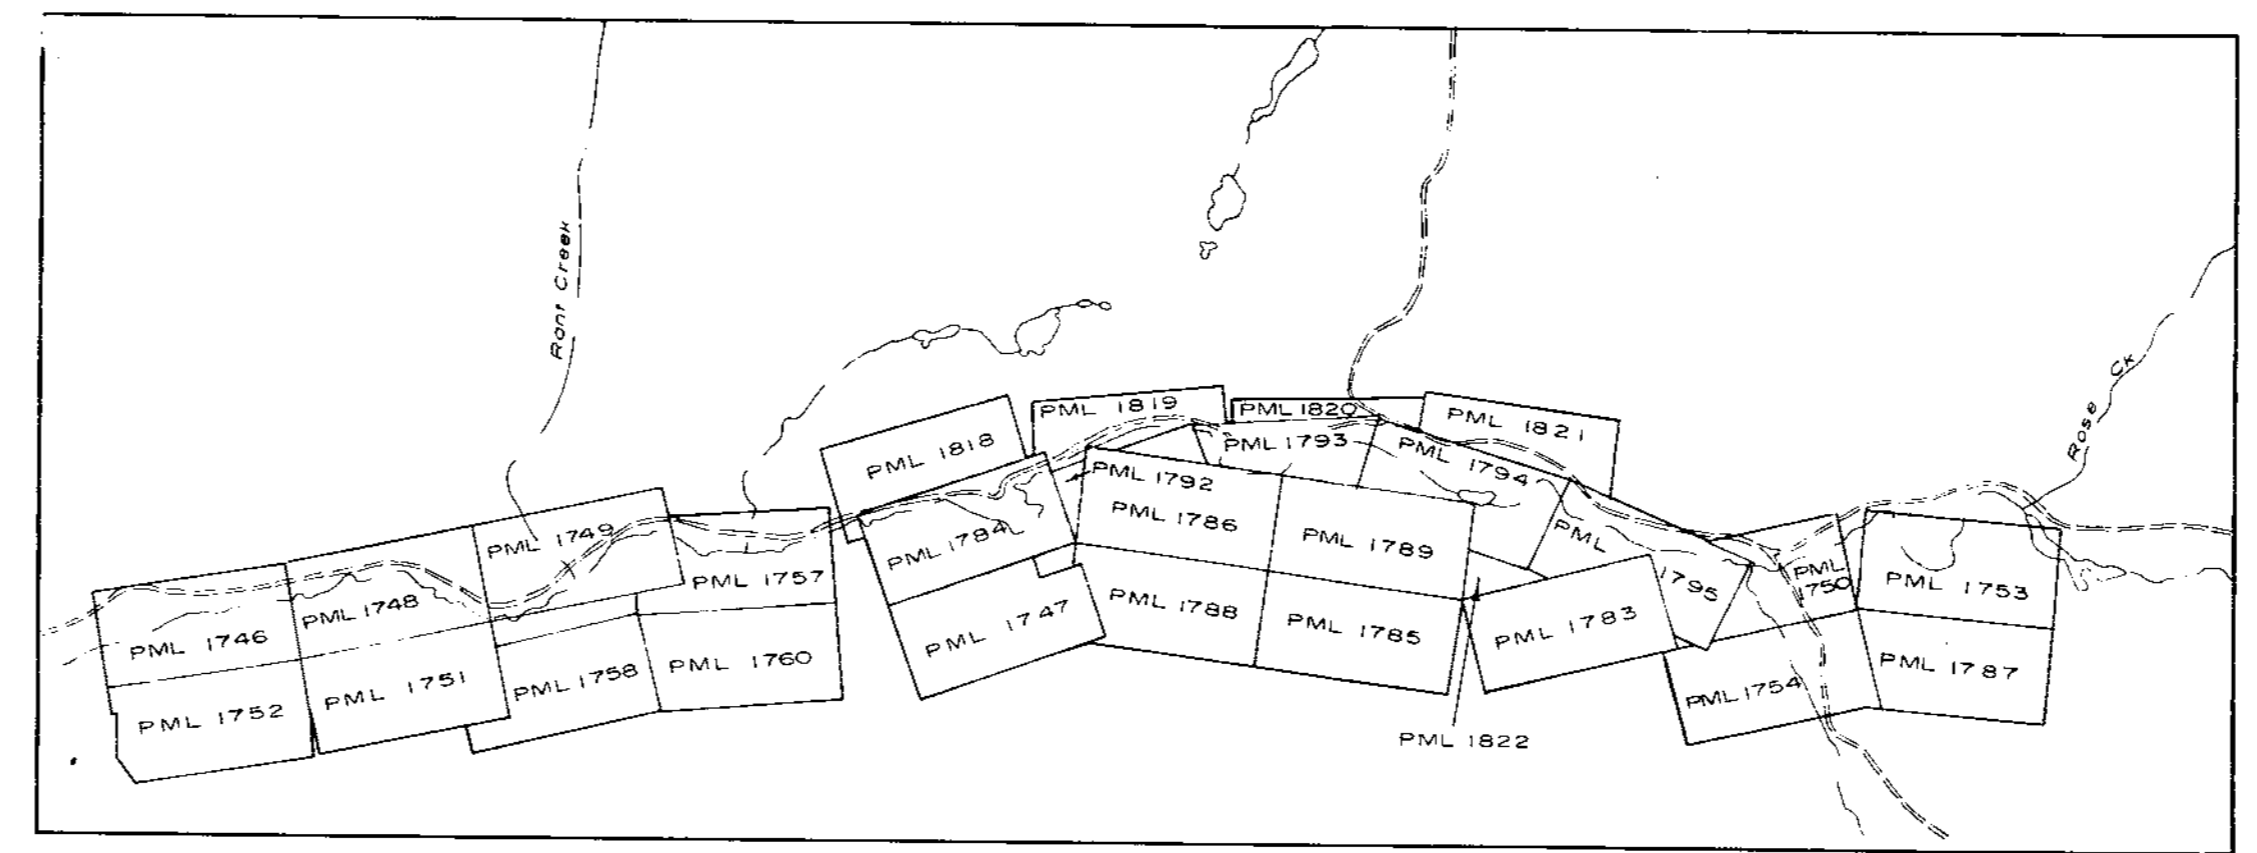 Rant Creek
Rose CK
PML 1819
PML 1820
PML 1821
PML 1818
PML 1793
PML 1794
PML 1792
PML 1786
PML 1784
PML 1789
PML
1795
PML 1749
PML 1757
PML
1750
PML 1753
PML 1748
PML 1746
PML 1747
PML 1788
PML 1785
PML 1783
PML 1751
PML 1758
PML 1760
PML 1752
PML 1754
PML 1787
PML 1822